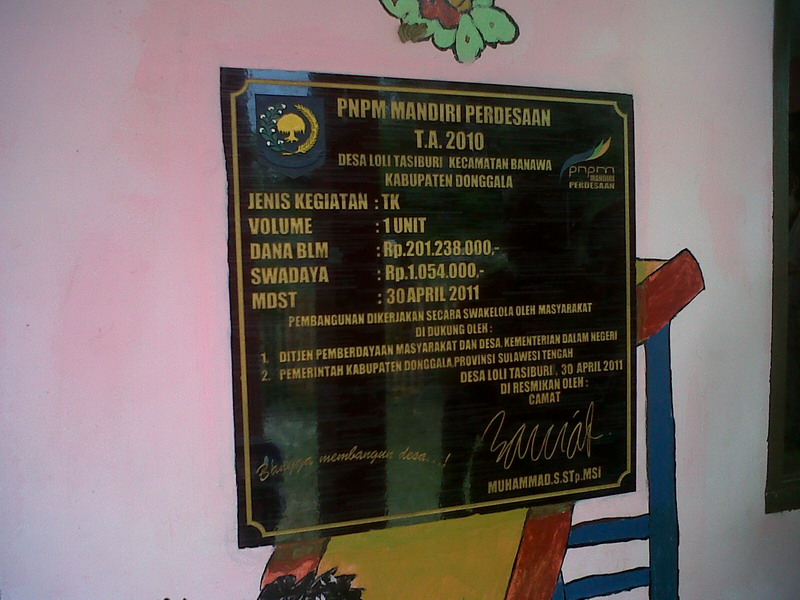 PNPM MANDIRI PERDESAAN
T.A. 2010
DESA LOLI TASIBURI KECAMATAN BANAWA
KABUPATEN DONGGALA
pnpm
MANDIRI
PERDESAAN
JENIS KEGIATAN : TK
VOLUME : 1 UNIT
DANA BLM : Rp.201.238.000,-
SWADAYA : Rp.1.054.000,-
MDST : 30 APRIL 2011
PEMBANGUNAN DIKERJAKAN SECARA SWAKELOLA OLEH MASYARAKAT
DI DUKUNG OLEH :
1. DITJEN PEMBERDAYAAN MASYARAKAT DAN DESA, KEMENTERIAN DALAM NEGERI
2. PEMERINTAH KABUPATEN DONGGALA,PROVINSI SULAWESI TENGAH
DESA LOLI TASIBURI , 30 APRIL 2011
DI RESMIKAN OLEH :
CAMAT
Bangga membangun desa...!
MUHAMMAD.S.STp.MSi